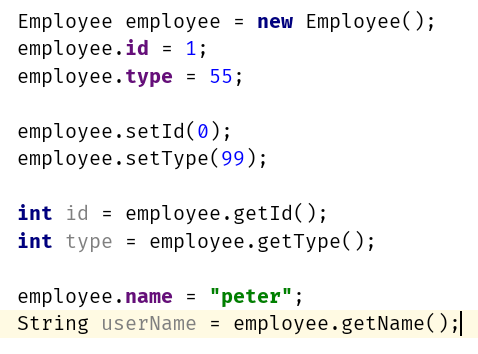 Employee employee = new Employee();
employee.id = 1;
employee.type = 55;
employee.setId(0);
employee.setType(99);
int id = employee.getId();
int type = employee.getType();
employee.name = "peter";
String userName = employee.getName();